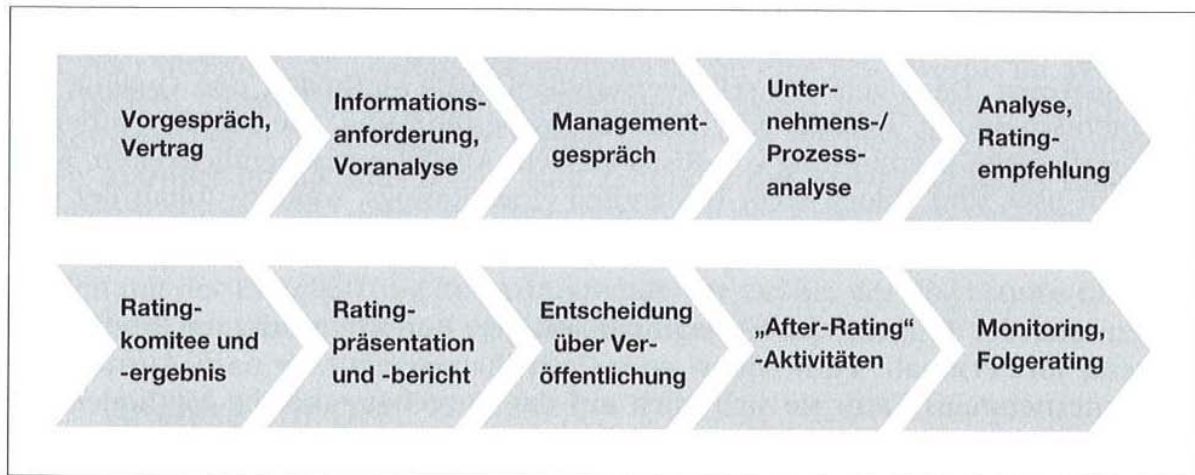 Vorgespräch,
Vertrag
Informations-
anforderung,
Voranalyse
Management-
gespräch
Unter-
nehmens-/
Prozess-
analyse
Analyse,
Rating-
empfehlung
Rating-
komitee und
-ergebnis
Rating-
präsentation
und -bericht
Entscheidung
über Ver-
öffentlichung
„After-Rating“
-Aktivitäten
Monitoring,
Folgerating